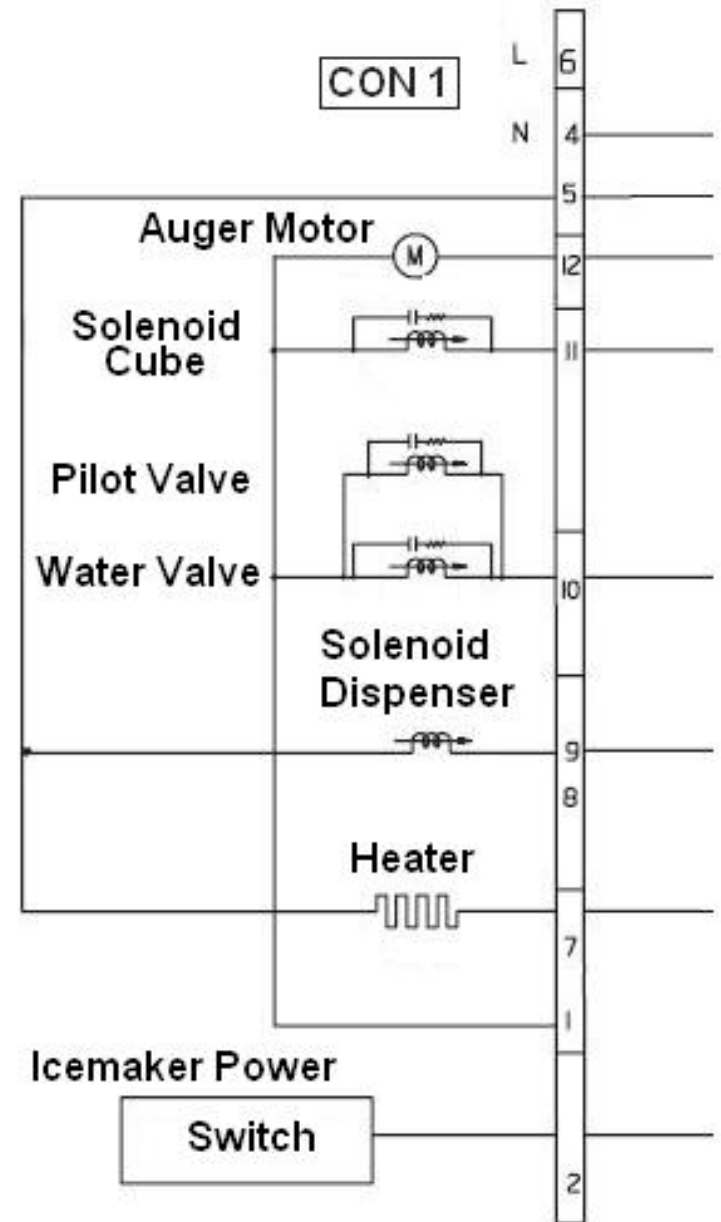 L 6
CON 1
N 4
5
Auger Motor
M 12
Solenoid
Cube
11
Pilot Valve
Water Valve
10
Solenoid
Dispenser
9
8
Heater
7
1
Icemaker Power
Switch
2